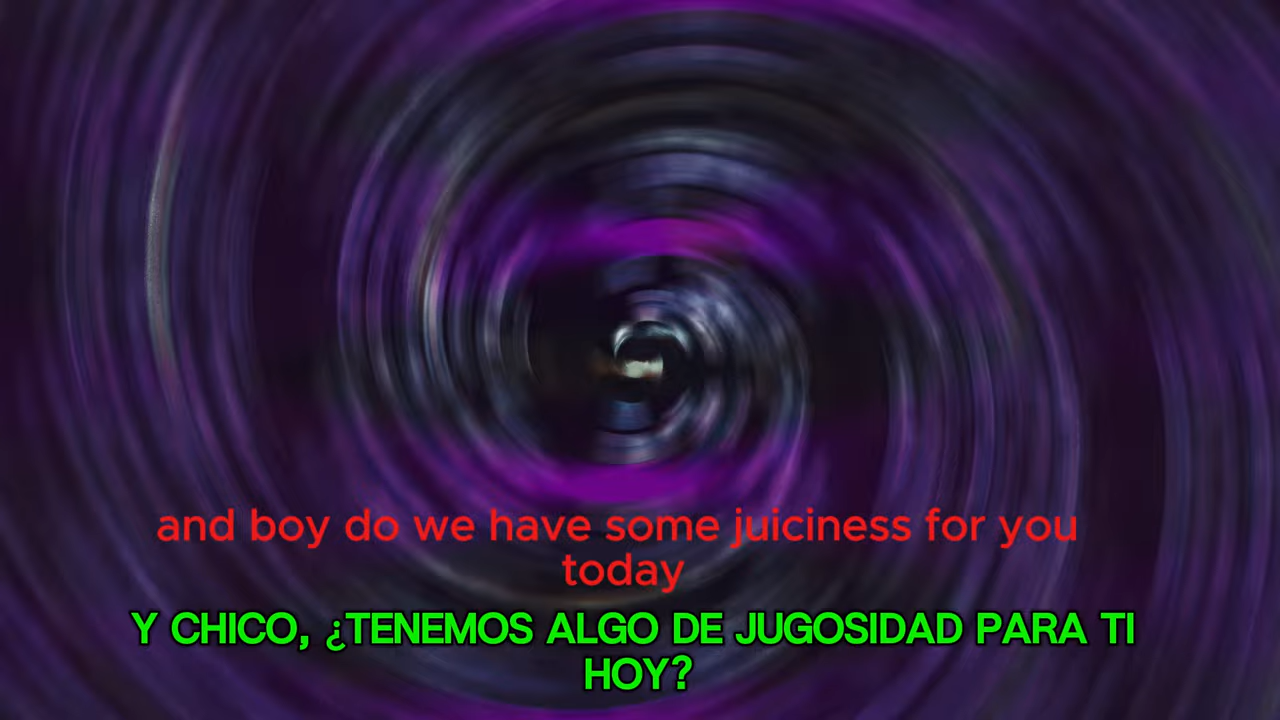 and boy do we have some juiciness for you
today
Y CHICO, ¿TENEMOS ALGO DE JUGOSIDAD PARA TI
HOY?